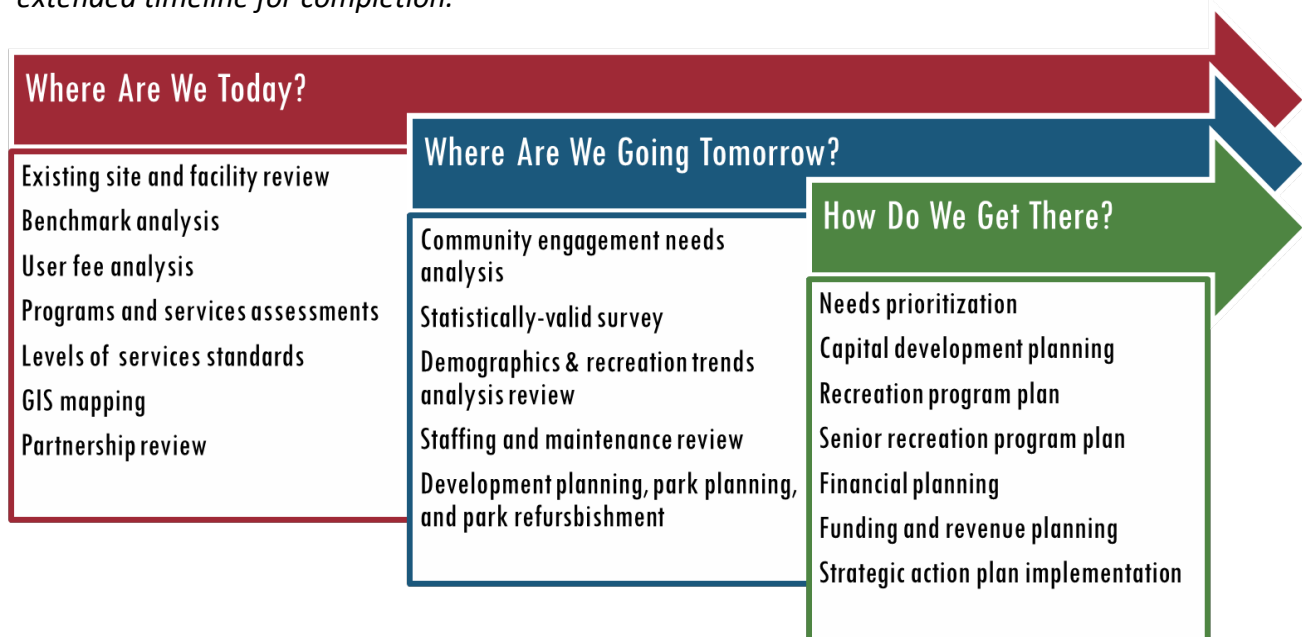 extended timeline for completion.
Where Are We Today?
Existing site and facility review
Benchmark analysis
User fee analysis
Programs and services assessments
Levels of services standards
GIS mapping
Partnership review
Where Are We Going Tomorrow?
Community engagement needs
analysis
Statistically-valid survey
Demographics & recreation trends
analysis review
Staffing and maintenance review
Development planning, park planning,
and park refursbishment
How Do We Get There?
Needs prioritization
Capital development planning
Recreation program plan
Senior recreation program plan
Financial planning
Funding and revenue planning
Strategic action plan implementation